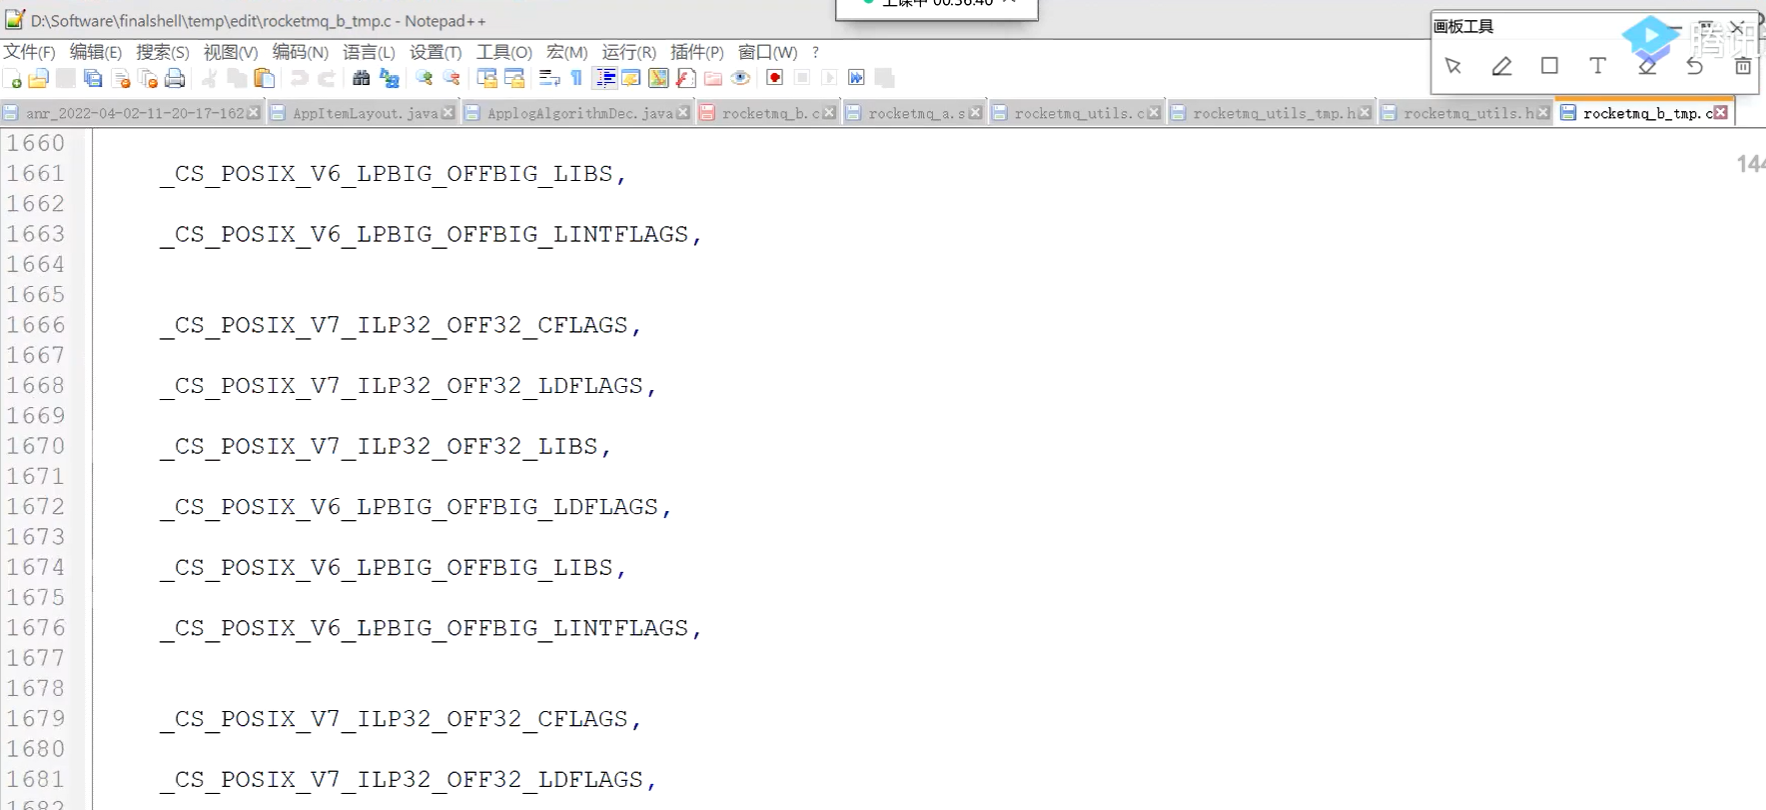 上课中 00:36:40
D:\Software\finalshell\temp\edit\rocketmq_b_tmp.c - Notepad++
画板工具
腾讯
文件(F) 编辑(E) 搜索(S) 视图(V) 编码(N) 语言(L) 设置(T) 工具(O) 宏(M) 运行(R) 插件(P) 窗口(W) ?
anr_2022-04-02-11-20-17-162 AppItemLayout.java ApplogAlgorithmDec.java rocketmq_b.c rocketmq_a.s rocketmq_utils.c rocketmq_utils_tmp.h rocketmq_utils.h rocketmq_b_tmp.c
144
1660
1661 _CS_POSIX_V6_LPBIG_OFFBIG_LIBS,
1662
1663 _CS_POSIX_V6_LPBIG_OFFBIG_LINTFLAGS,
1664
1665
1666 _CS_POSIX_V7_ILP32_OFF32_CFLAGS,
1667
1668 _CS_POSIX_V7_ILP32_OFF32_LDFLAGS,
1669
1670 _CS_POSIX_V7_ILP32_OFF32_LIBS,
1671
1672 _CS_POSIX_V6_LPBIG_OFFBIG_LDFLAGS,
1673
1674 _CS_POSIX_V6_LPBIG_OFFBIG_LIBS,
1675
1676 _CS_POSIX_V6_LPBIG_OFFBIG_LINTFLAGS,
1677
1678
1679 _CS_POSIX_V7_ILP32_OFF32_CFLAGS,
1680
1681 _CS_POSIX_V7_ILP32_OFF32_LDFLAGS,
1682